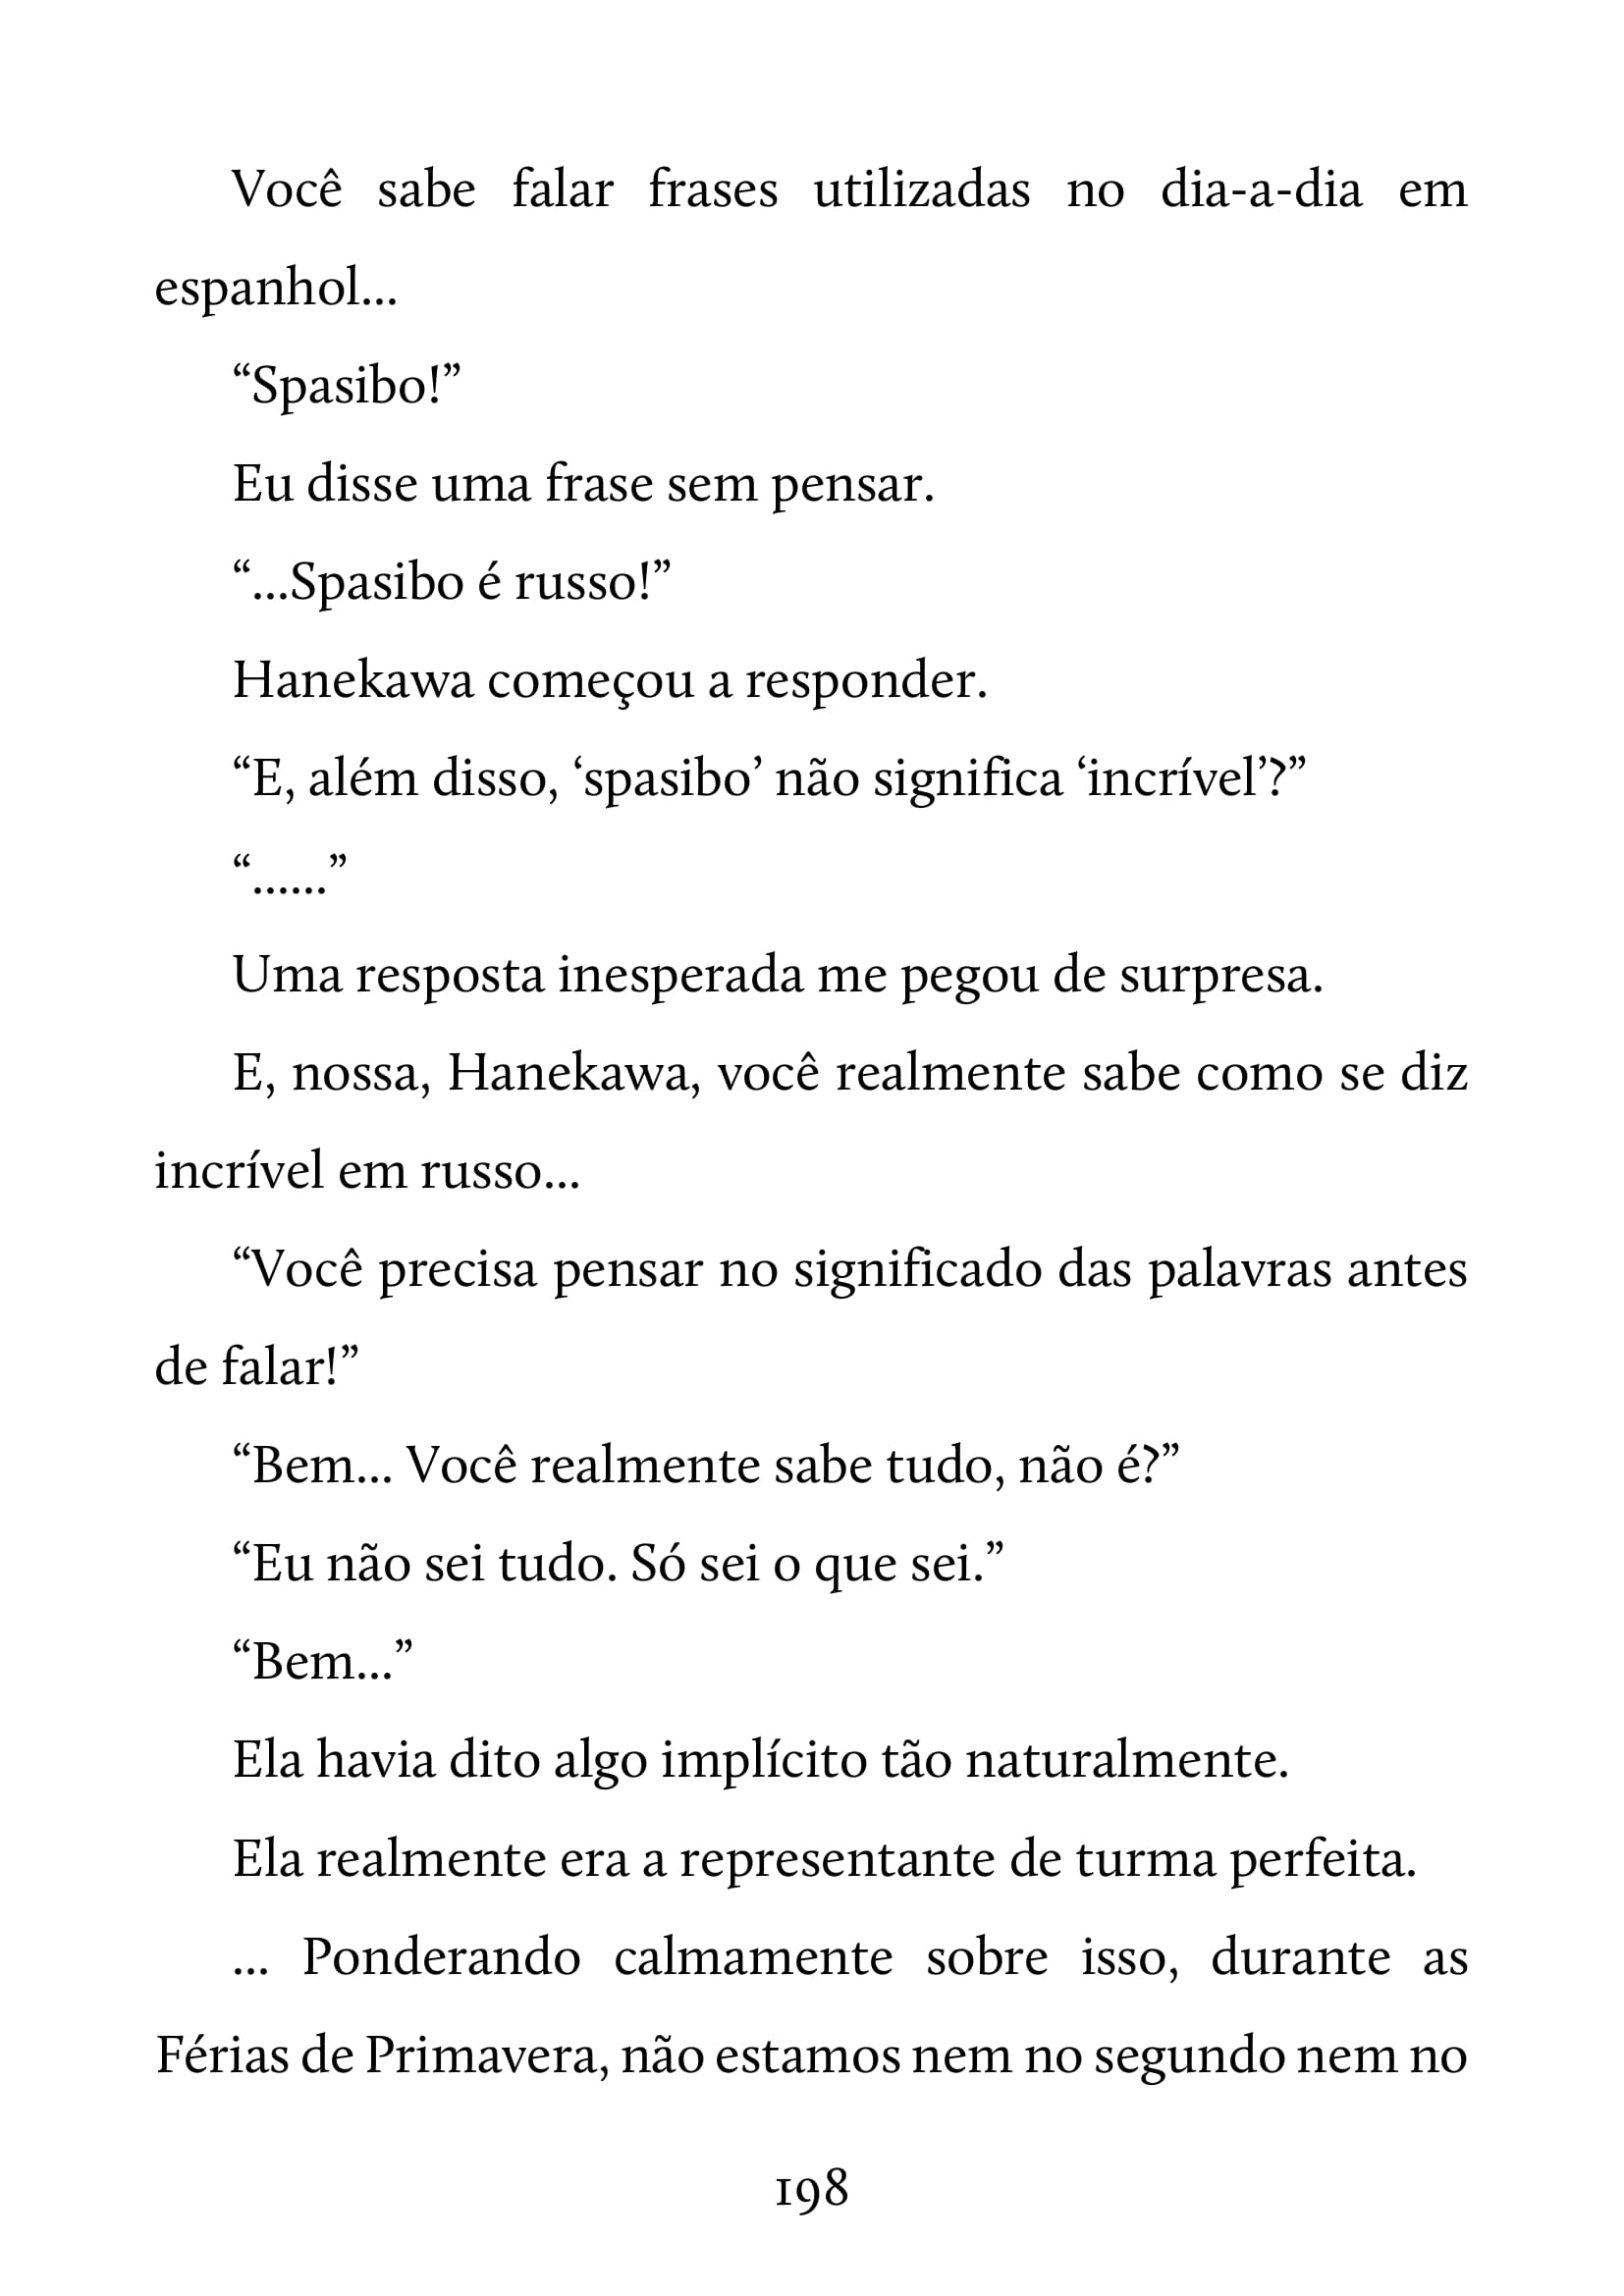 Você sabe falar frases utilizadas no dia-a-dia em
espanhol...
“Spasibo!”
Eu disse uma frase sem pensar.
“...Spasibo é russo!”
Hanekawa começou a responder.
“E, além disso, ‘spasibo’ não significa ‘incrível’?”
“......”
Uma resposta inesperada me pegou de surpresa.
E, nossa, Hanekawa, você realmente sabe como se diz
incrível em russo...
“Você precisa pensar no significado das palavras antes
de falar!”
“Bem... Você realmente sabe tudo, não é?”
“Eu não sei tudo. Só sei o que sei.”
“Bem...”
Ela havia dito algo implícito tão naturalmente.
Ela realmente era a representante de turma perfeita.
... Ponderando calmamente sobre isso, durante as
Férias de Primavera, não estamos nem no segundo nem no
198